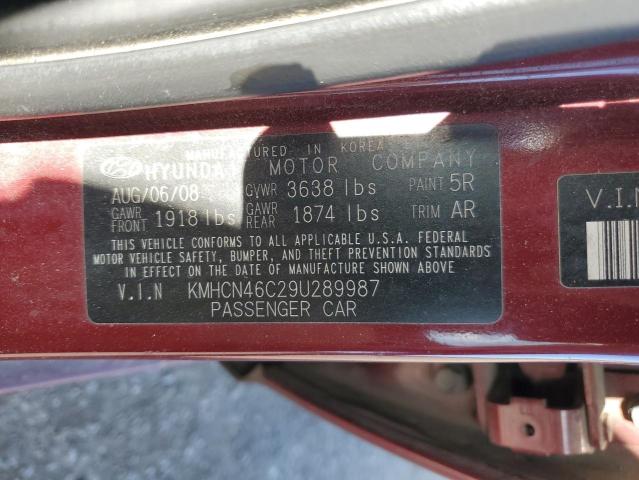 MANUFACTURED IN KOREA
HYUNDAI MOTOR COMPANY
AUG/06/08 GVWR 3638 lbs PAINT 5R
GAWR FRONT 1918 lbs GAWR REAR 1874 lbs TRIM AR
THIS VEHICLE CONFORMS TO ALL APPLICABLE U.S.A. FEDERAL
MOTOR VEHICLE SAFETY, BUMPER, AND THEFT PREVENTION STANDARDS
IN EFFECT ON THE DATE OF MANUFACTURE SHOWN ABOVE.
V.I.N KMHCN46C29U289987
PASSENGER CAR
V.I.N